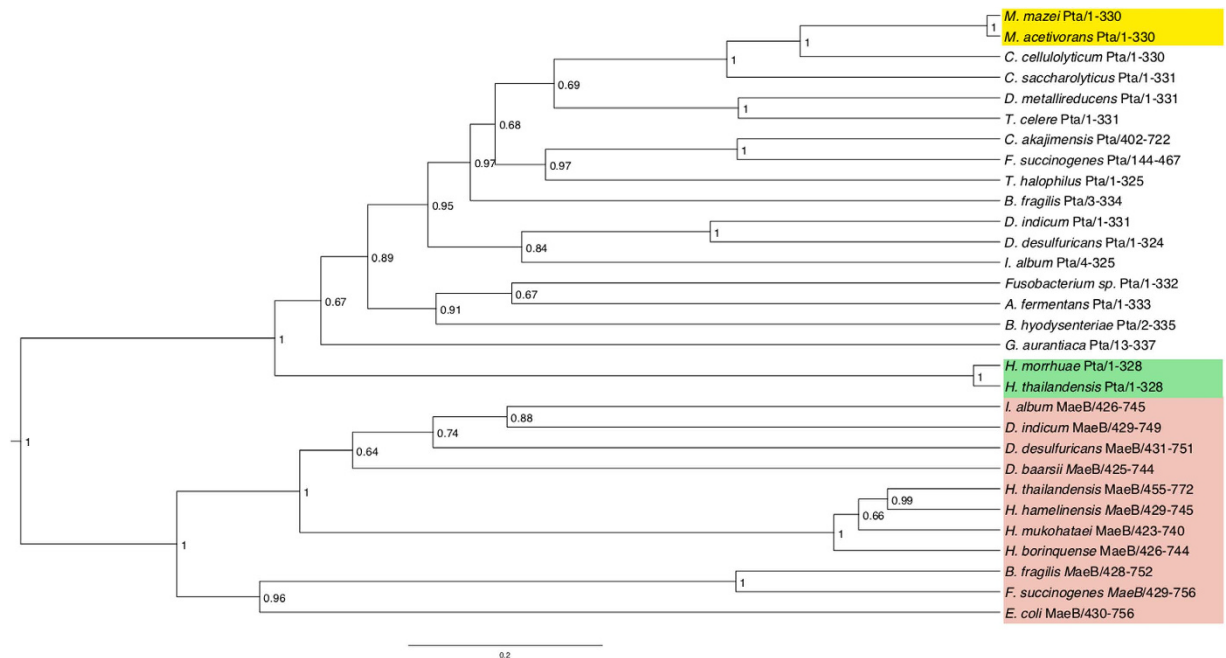 M. mazei Pta/1-330
1
M. acetivorans Pta/1-330
1
C. cellulolyticum Pta/1-330
1
C. saccharolyticus Pta/1-331
0.69
D. metallireducens Pta/1-331
1
T. celere Pta/1-331
0.68
C. akajimensis Pta/402-722
1
F. succinogenes Pta/144-467
0.97
0.97
T. halophilus Pta/1-325
B. fragilis Pta/3-334
0.95
D. indicum Pta/1-331
1
D. desulfuricans Pta/1-324
0.84
0.89
I. album Pta/4-325
Fusobacterium sp. Pta/1-332
0.67
0.67
A. fermentans Pta/1-333
0.91
B. hyodysenteriae Pta/2-335
1
G. aurantiaca Pta/13-337
H. morrhuae Pta/1-328
1
H. thailandensis Pta/1-328
I. album MaeB/426-745
0.88
D. indicum MaeB/429-749
0.74
1
D. desulfuricans MaeB/431-751
0.64
D. baarsii MaeB/425-744
1
H. thailandensis MaeB/455-772
0.99
H. hamelinensis MaeB/429-745
0.66
H. mukohataei MaeB/423-740
1
1
H. borinquense MaeB/426-744
B. fragilis MaeB/428-752
1
F. succinogenes MaeB/429-756
0.96
E. coli MaeB/430-756
0.2